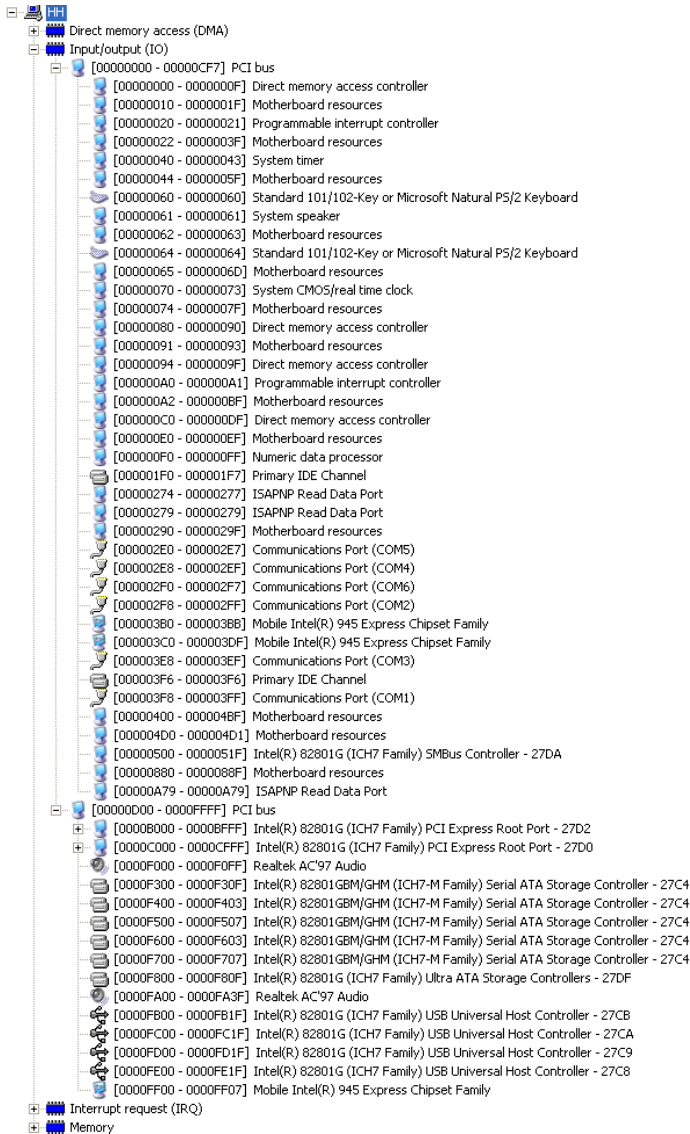 HH
Direct memory access (DMA)
Input/output (IO)
[00000000 - 00000CF7] PCI bus
[00000000 - 0000000F] Direct memory access controller
[00000010 - 0000001F] Motherboard resources
[00000020 - 00000021] Programmable interrupt controller
[00000022 - 0000003F] Motherboard resources
[00000040 - 00000043] System timer
[00000044 - 0000005F] Motherboard resources
[00000060 - 00000060] Standard 101/102-Key or Microsoft Natural PS/2 Keyboard
[00000061 - 00000061] System speaker
[00000062 - 00000063] Motherboard resources
[00000064 - 00000064] Standard 101/102-Key or Microsoft Natural PS/2 Keyboard
[00000065 - 0000006D] Motherboard resources
[00000070 - 00000073] System CMOS/real time clock
[00000074 - 0000007F] Motherboard resources
[00000080 - 00000090] Direct memory access controller
[00000091 - 00000093] Motherboard resources
[00000094 - 0000009F] Direct memory access controller
[000000A0 - 000000A1] Programmable interrupt controller
[000000A2 - 000000BF] Motherboard resources
[000000C0 - 000000DF] Direct memory access controller
[000000E0 - 000000EF] Motherboard resources
[000000F0 - 000000FF] Numeric data processor
[000001F0 - 000001F7] Primary IDE Channel
[00000274 - 00000277] ISAPNP Read Data Port
[00000279 - 00000279] ISAPNP Read Data Port
[00000290 - 0000029F] Motherboard resources
[000002E0 - 000002E7] Communications Port (COM5)
[000002E8 - 000002EF] Communications Port (COM4)
[000002F0 - 000002F7] Communications Port (COM6)
[000002F8 - 000002FF] Communications Port (COM2)
[000003B0 - 000003BB] Mobile Intel(R) 945 Express Chipset Family
[000003C0 - 000003DF] Mobile Intel(R) 945 Express Chipset Family
[000003E8 - 000003EF] Communications Port (COM3)
[000003F6 - 000003F6] Primary IDE Channel
[000003F8 - 000003FF] Communications Port (COM1)
[00000400 - 000004BF] Motherboard resources
[000004D0 - 000004D1] Motherboard resources
[00000500 - 0000051F] Intel(R) 82801G (ICH7 Family) SMBus Controller - 27DA
[00000880 - 0000088F] Motherboard resources
[00000A79 - 00000A79] ISAPNP Read Data Port
[00000D00 - 0000FFFF] PCI bus
[0000B000 - 0000BFFF] Intel(R) 82801G (ICH7 Family) PCI Express Root Port - 27D2
[0000C000 - 0000CFFF] Intel(R) 82801G (ICH7 Family) PCI Express Root Port - 27D0
[0000F000 - 0000F0FF] Realtek AC'97 Audio
[0000F300 - 0000F30F] Intel(R) 82801GBM/GHM (ICH7-M Family) Serial ATA Storage Controller - 27C4
[0000F400 - 0000F403] Intel(R) 82801GBM/GHM (ICH7-M Family) Serial ATA Storage Controller - 27C4
[0000F500 - 0000F507] Intel(R) 82801GBM/GHM (ICH7-M Family) Serial ATA Storage Controller - 27C4
[0000F600 - 0000F603] Intel(R) 82801GBM/GHM (ICH7-M Family) Serial ATA Storage Controller - 27C4
[0000F700 - 0000F707] Intel(R) 82801GBM/GHM (ICH7-M Family) Serial ATA Storage Controller - 27C4
[0000F800 - 0000F80F] Intel(R) 82801G (ICH7 Family) Ultra ATA Storage Controllers - 27DF
[0000FA00 - 0000FA3F] Realtek AC'97 Audio
[0000FB00 - 0000FB1F] Intel(R) 82801G (ICH7 Family) USB Universal Host Controller - 27CB
[0000FC00 - 0000FC1F] Intel(R) 82801G (ICH7 Family) USB Universal Host Controller - 27CA
[0000FD00 - 0000FD1F] Intel(R) 82801G (ICH7 Family) USB Universal Host Controller - 27C9
[0000FE00 - 0000FE1F] Intel(R) 82801G (ICH7 Family) USB Universal Host Controller - 27C8
[0000FF00 - 0000FF07] Mobile Intel(R) 945 Express Chipset Family
Interrupt request (IRQ)
Memory